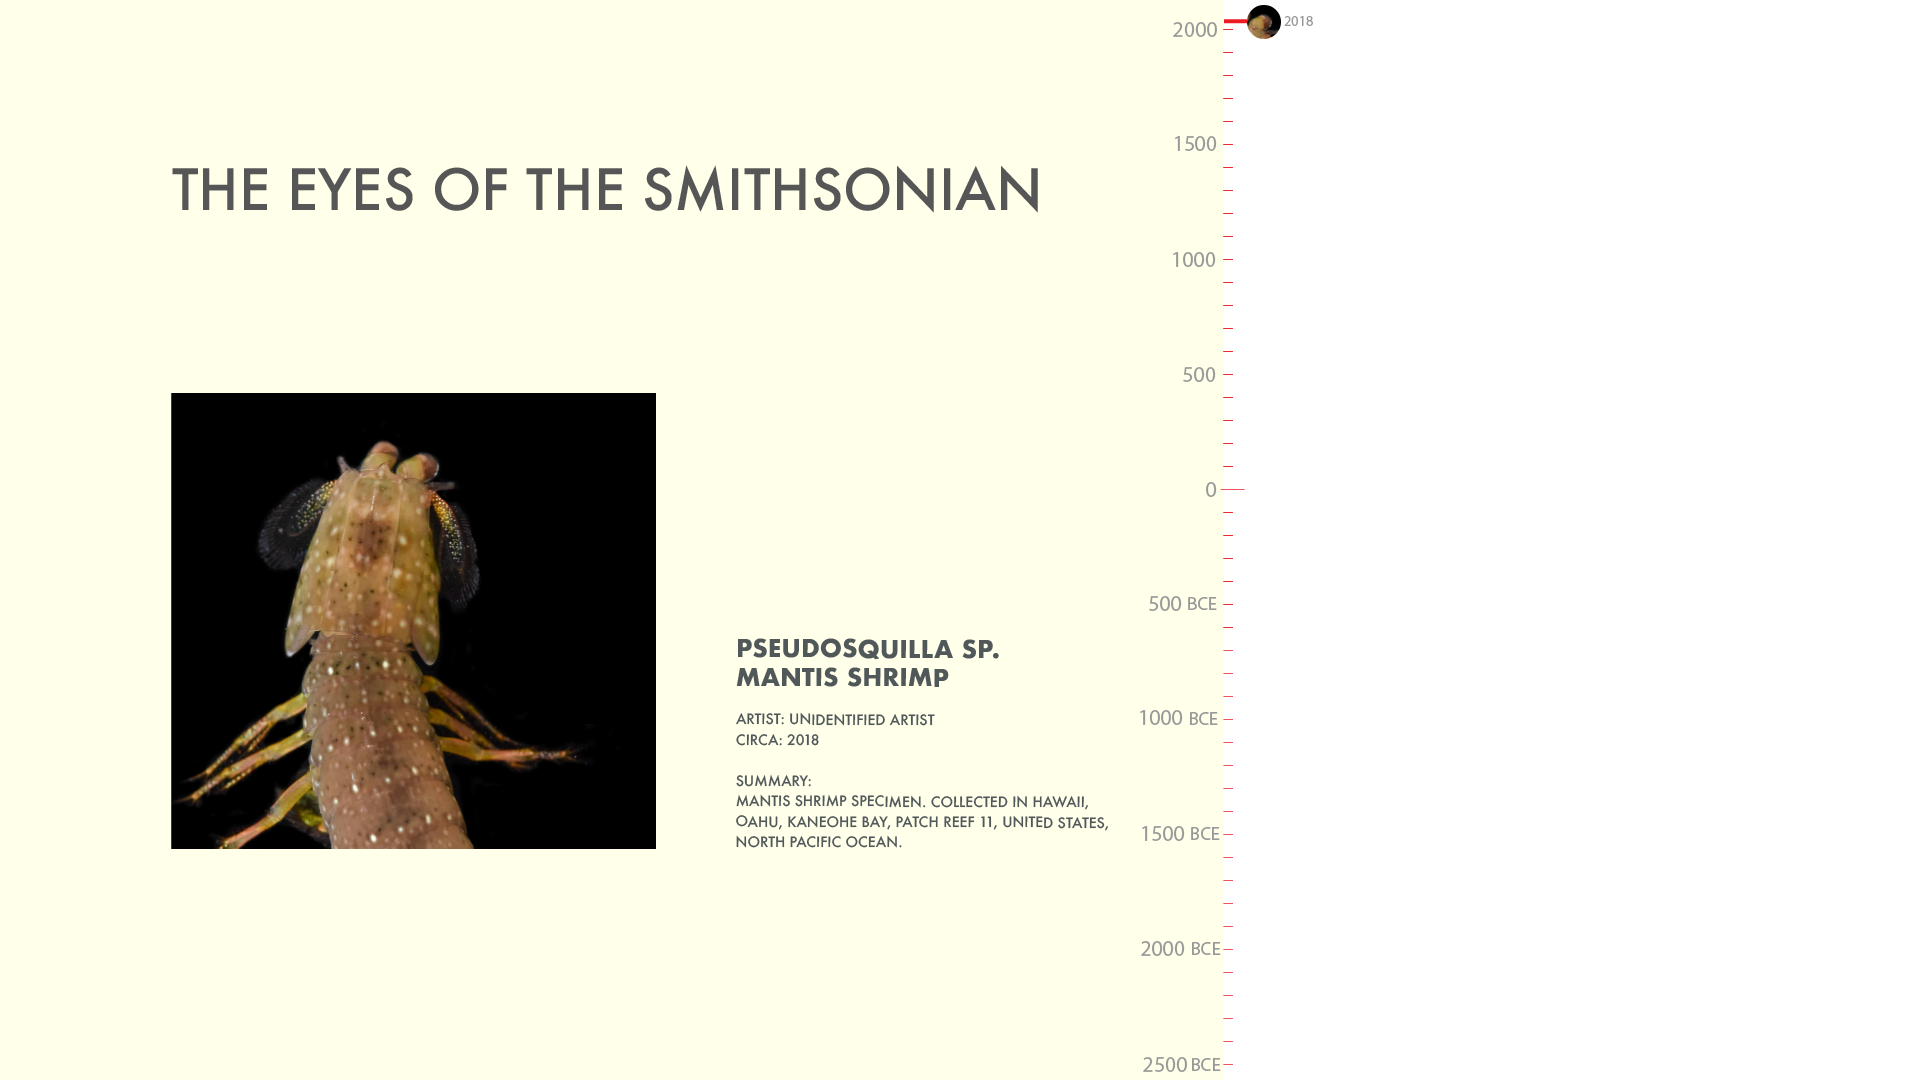 THE EYES OF THE SMITHSONIAN
PSEUDOSQUILLA SP.
MANTIS SHRIMP
ARTIST: UNIDENTIFIED ARTIST
CIRCA: 2018
SUMMARY:
MANTIS SHRIMP SPECIMEN. COLLECTED IN HAWAII,
OAHU, KANEOHE BAY, PATCH REEF 11, UNITED STATES,
NORTH PACIFIC OCEAN.
2018
2000
1500
1000
500
0
500 BCE
1000 BCE
1500 BCE
2000 BCE
2500 BCE